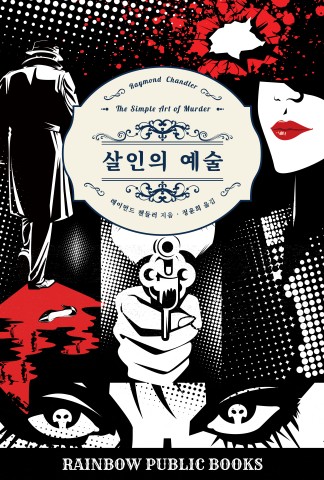 Raymond Chandler
The Simple Art of Murder
살인의 예술
레이먼드 챈들러 지음 · 정윤희 옮김
RAINBOW PUBLIC BOOKS